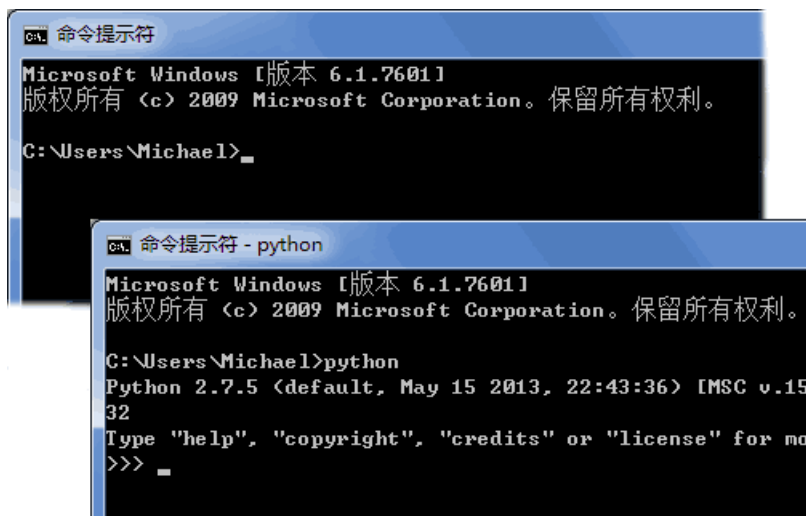 命令提示符
Microsoft Windows [版本 6.1.7601]
版权所有 (c) 2009 Microsoft Corporation。保留所有权利。
C:\Users\Michael>_
命令提示符 - python
Microsoft Windows [版本 6.1.7601]
版权所有 (c) 2009 Microsoft Corporation。保留所有权利。
C:\Users\Michael>python
Python 2.7.5 (default, May 15 2013, 22:43:36) [MSC v.15
32
Type "help", "copyright", "credits" or "license" for mo
>>> _